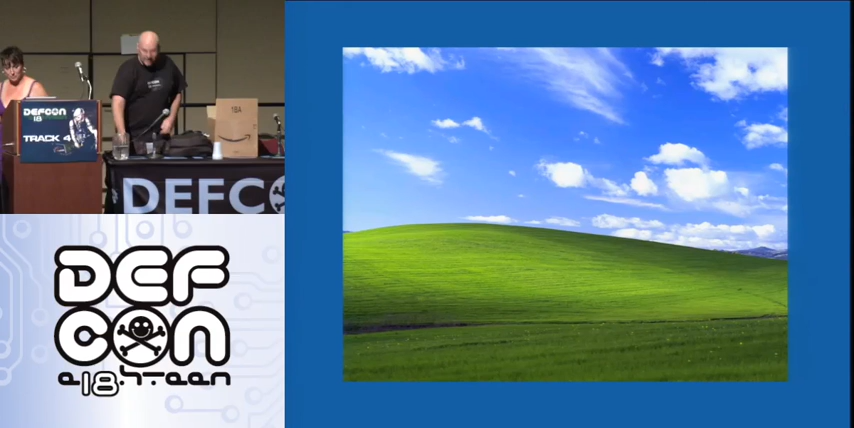 DEFCON
18
TRACK 4
18A
DEFCO
DEF
CON
e18hteen